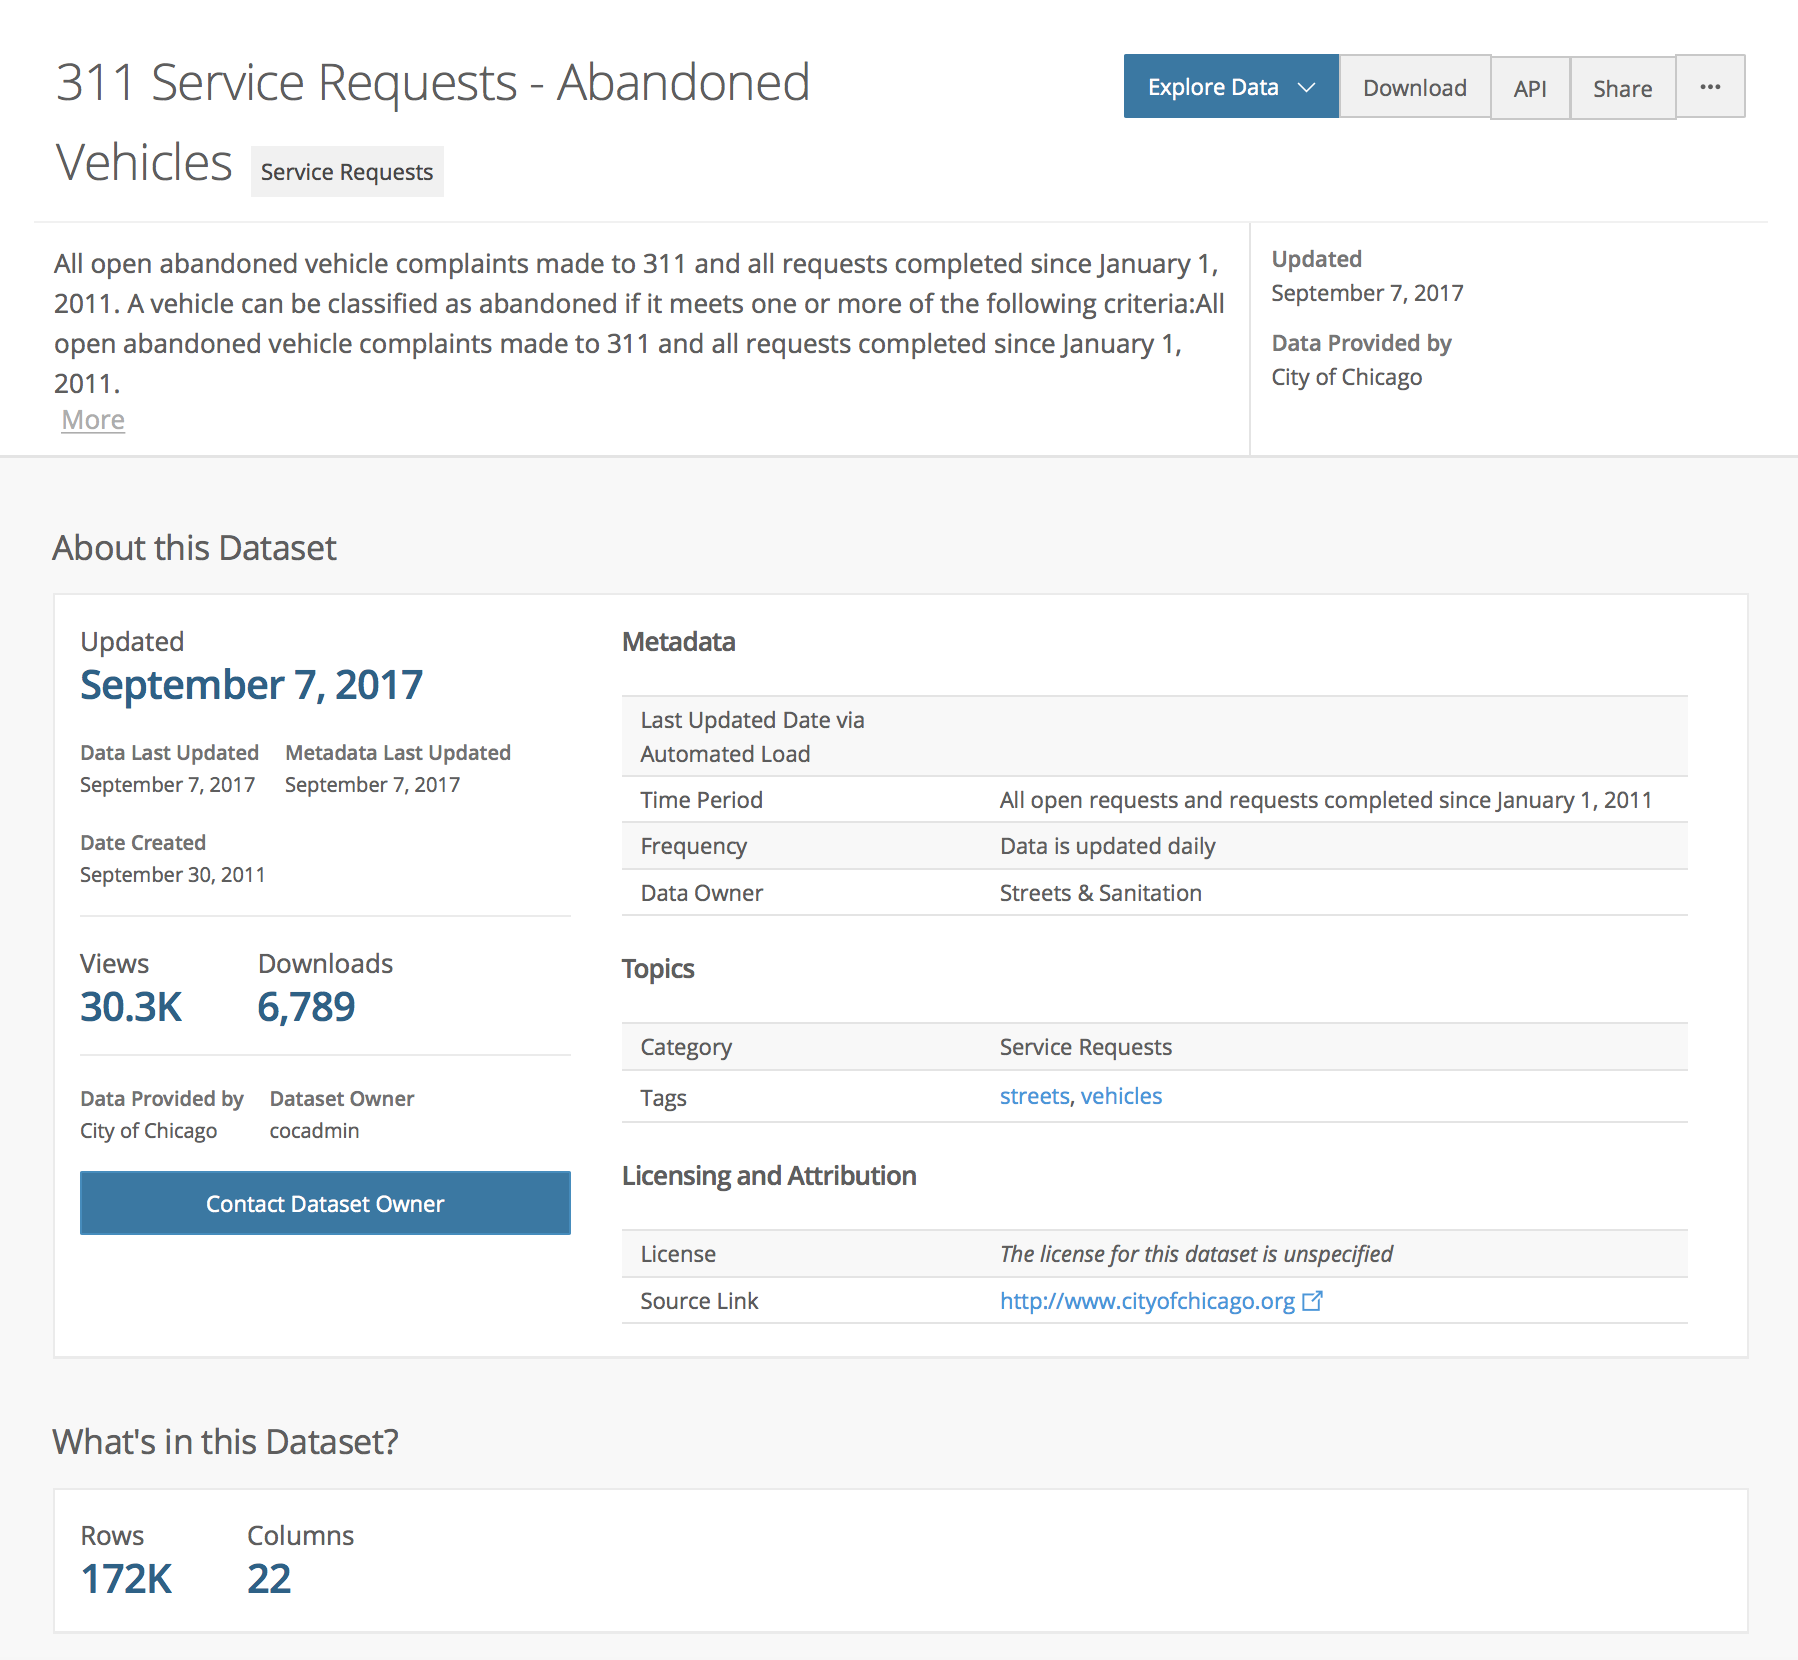 311 Service Requests - Abandoned
Vehicles Service Requests
Explore Data Download API Share ...
All open abandoned vehicle complaints made to 311 and all requests completed since January 1,
2011. A vehicle can be classified as abandoned if it meets one or more of the following criteria:All
open abandoned vehicle complaints made to 311 and all requests completed since January 1,
2011.
More
Updated
September 7, 2017
Data Provided by
City of Chicago
About this Dataset
Updated
September 7, 2017
Data Last Updated Metadata Last Updated
September 7, 2017 September 7, 2017
Date Created
September 30, 2011
Views Downloads
30.3K 6,789
Data Provided by Dataset Owner
City of Chicago cocadmin
Contact Dataset Owner
Metadata
Last Updated Date via
Automated Load
Time Period All open requests and requests completed since January 1, 2011
Frequency Data is updated daily
Data Owner Streets & Sanitation
Topics
Category Service Requests
Tags streets, vehicles
Licensing and Attribution
License The license for this dataset is unspecified
Source Link http://www.cityofchicago.org
What's in this Dataset?
Rows Columns
172K 22